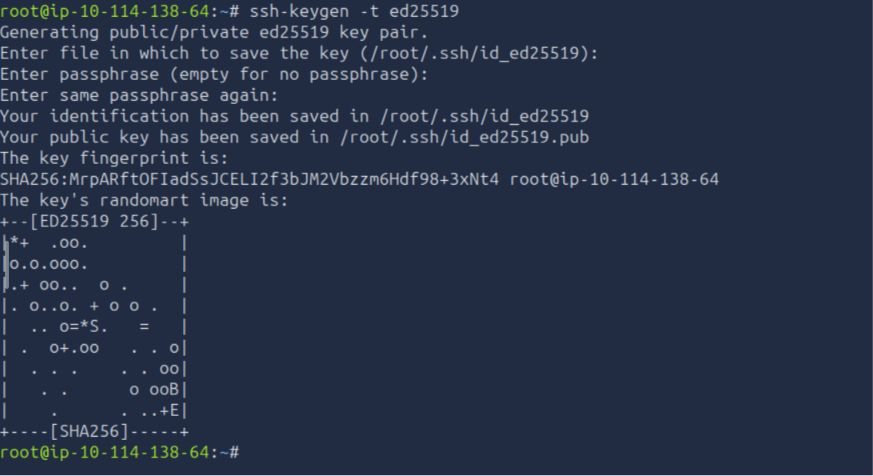 root@ip-10-114-138-64:~# ssh-keygen -t ed25519
Generating public/private ed25519 key pair.
Enter file in which to save the key (/root/.ssh/id_ed25519):
Enter passphrase (empty for no passphrase):
Enter same passphrase again:
Your identification has been saved in /root/.ssh/id_ed25519
Your public key has been saved in /root/.ssh/id_ed25519.pub
The key fingerprint is:
SHA256:MrpARftOFIadSsJCELI2f3bJM2Vbzzm6Hdf98+3xNt4 root@ip-10-114-138-64
The key's randomart image is:
+--[ED25519 256]--+
|*+  .oo.         |
|o.o.ooo.         |
|.+ oo..  o .     |
|. o..o. + o o .  |
|  .. o=*S.   =   |
| .  o+.oo   . . o|
|  . . .    . . oo|
|   . .      o ooB|
|    .      . ..+E|
+----[SHA256]-----+
root@ip-10-114-138-64:~#